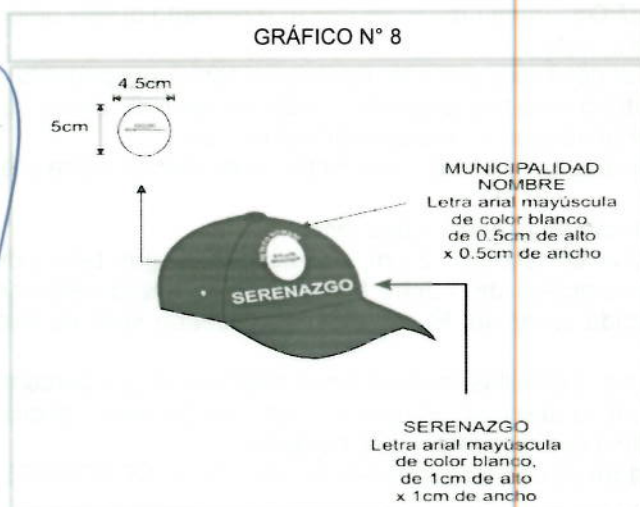 GRÁFICO N° 8
4.5cm
5cm
MUNICIPALIDAD
NOMBRE
Letra arial mayúscula
de color blanco,
de 0.5cm de alto
x 0.5cm de ancho
SERENAZGO
SERENAZGO
Letra arial mayúscula
de color blanco,
de 1cm de alto
x 1cm de ancho